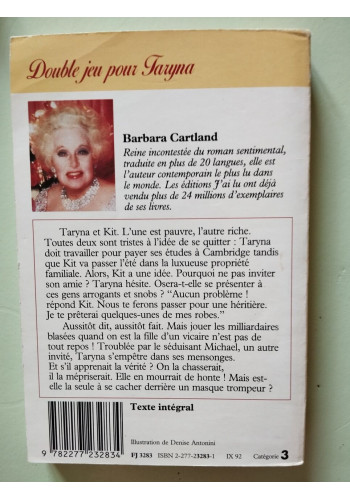 Double jeu pour Taryna
Barbara Cartland
Reine incontestée du roman sentimental,
traduite en plus de 20 langues, elle est
l'auteur contemporain le plus lu dans
le monde. Les éditions J'ai lu ont déjà
vendu plus de 24 millions d'exemplaires
de ses livres.
Taryna et Kit. L'une est pauvre, l'autre riche.
Toutes deux sont tristes à l'idée de se quitter : Taryna
doit travailler pour payer ses études à Cambridge tandis
que Kit va passer l'été dans la luxueuse propriété
familiale. Alors, Kit a une idée. Pourquoi ne pas inviter
son amie ? Taryna hésite. Osera-t-elle se présenter à
ces gens arrogants et snobs ? "Aucun problème !
répond Kit. Nous te ferons passer pour une héritière.
Je te prêterai quelques-unes de mes robes."
Aussitôt dit, aussitôt fait. Mais jouer les milliardaires
blasées quand on est la fille d'un vicaire n'est pas de
tout repos ! Troublée par le séduisant Michael, un autre
invité, Taryna s'empêtre dans ses mensonges.
Et s'il apprenait la vérité ? On la chasserait,
il la mépriserait. Elle en mourrait de honte ! Mais est-
elle la seule à se cacher derrière un masque trompeur ?
Texte intégral
Illustration de Denise Antonini
9 782277 232834
FJ 3283 ISBN 2-277-23283-1 IX 92 Catégorie 3